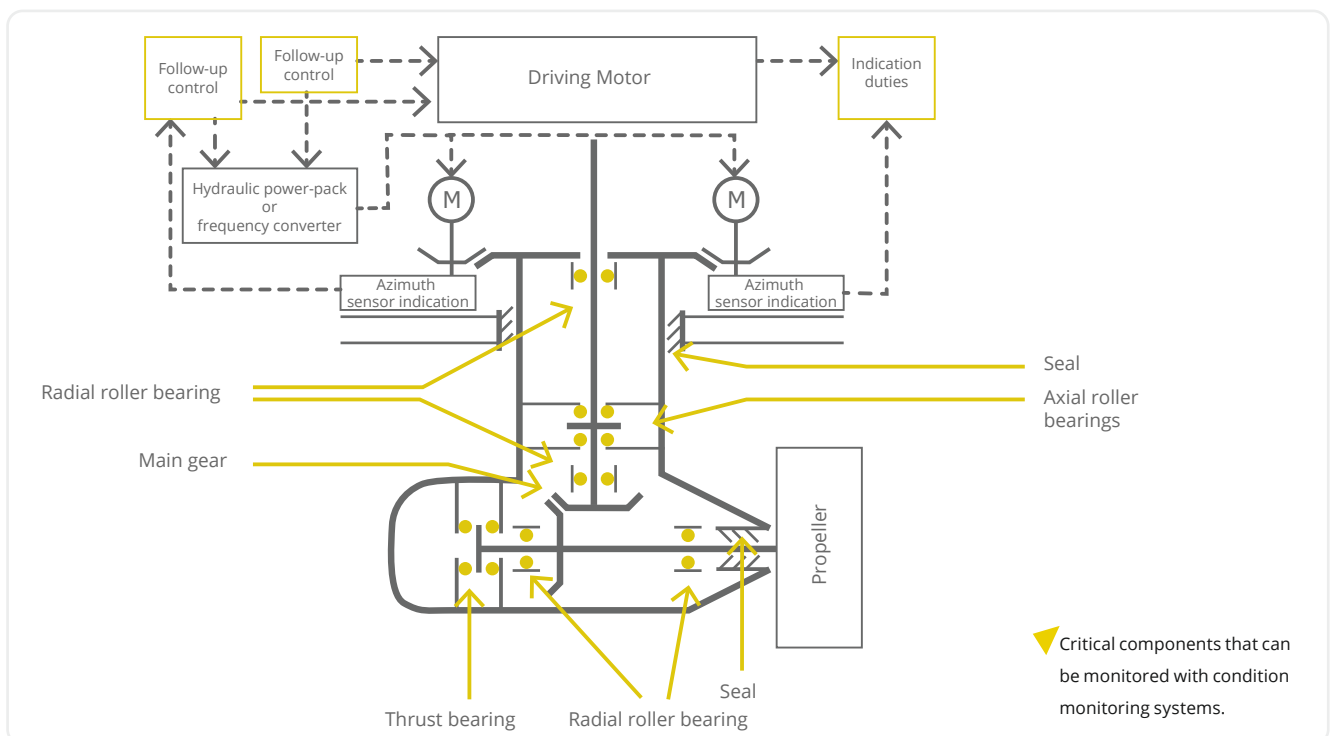 Follow-up
control
Follow-up
control
Driving Motor
Indication
duties
Hydraulic power-pack
or
frequency converter
M
M
Azimuth
sensor indication
Azimuth
sensor indication
Radial roller bearing
Seal
Axial roller
bearings
Main gear
Propeller
Seal
Thrust bearing
Radial roller bearing
Critical components that can
be monitored with condition
monitoring systems.